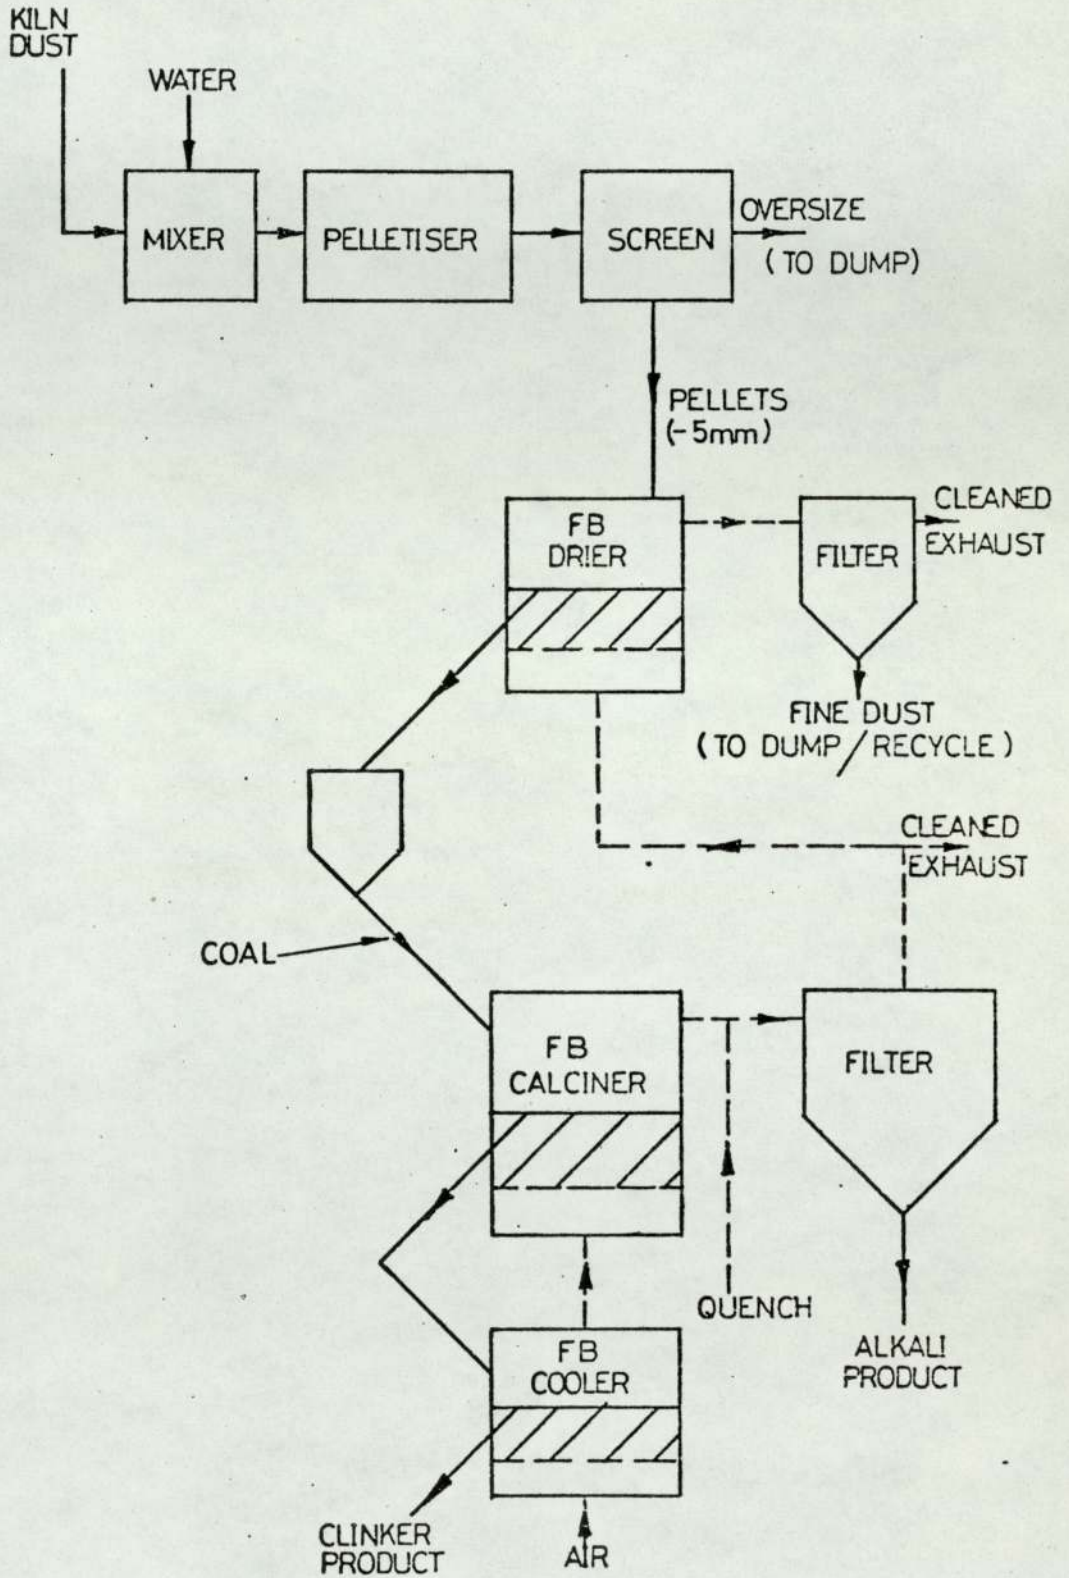 KILN
DUST
WATER
MIXER
PELLETISER
SCREEN
OVERSIZE
(TO DUMP)
PELLETS
(-5mm)
FB
DRIER
FILTER
CLEANED
EXHAUST
FINE DUST
(TO DUMP/RECYCLE)
CLEANED
EXHAUST
COAL
FB
CALCINER
FILTER
QUENCH
FB
COOLER
ALKALI
PRODUCT
CLINKER
PRODUCT
AIR